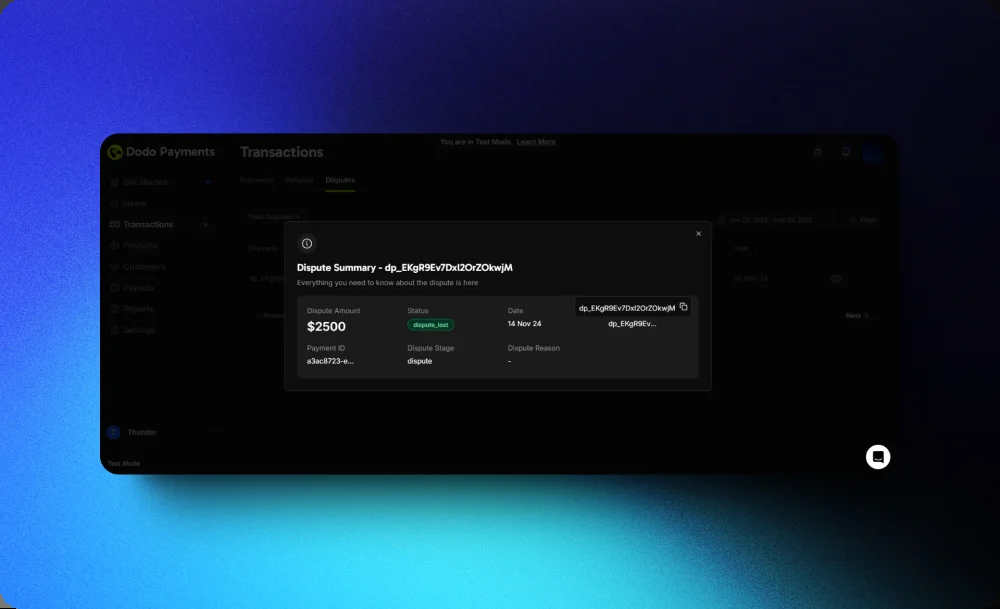 You are in Test Mode. Learn More
Dodo Payments
Transactions
Get Started
Home
Transactions
Products
Customers
Payouts
Reports
Settings
Payments Refunds Disputes
Total Disputes
Dispute ID
Date
14 Nov 24
Filter
Next
Dispute Summary - dp_EKgR9Ev7Dxl2OrZOkwjM
Everything you need to know about the dispute is here
Dispute Amount
$2500
Status
dispute_lost
Date
14 Nov 24
dp_EKgR9Ev7Dxl2OrZOkwjM
dp_EKgR9Ev...
Payment ID
a3ac8723-e...
Dispute Stage
dispute
Dispute Reason
-
Thunder
Test Mode